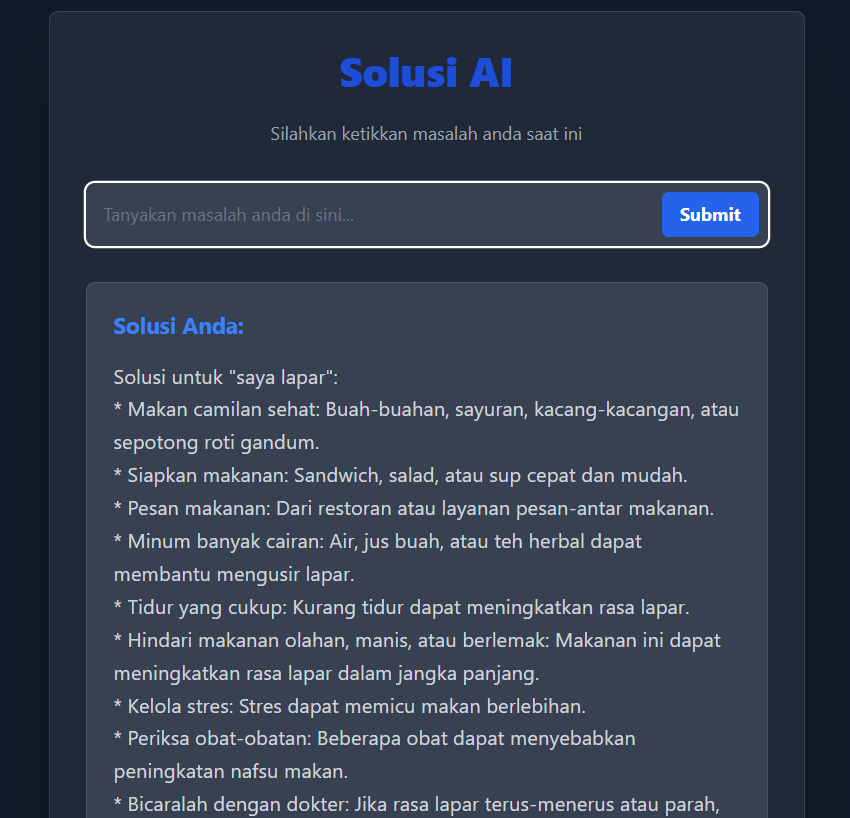 Solusi AI
Silahkan ketikkan masalah anda saat ini
Tanyakan masalah anda di sini...
Submit
Solusi Anda:
Solusi untuk "saya lapar":
* Makan camilan sehat: Buah-buahan, sayuran, kacang-kacangan, atau
sepotong roti gandum.
* Siapkan makanan: Sandwich, salad, atau sup cepat dan mudah.
* Pesan makanan: Dari restoran atau layanan pesan-antar makanan.
* Minum banyak cairan: Air, jus buah, atau teh herbal dapat
membantu mengusir lapar.
* Tidur yang cukup: Kurang tidur dapat meningkatkan rasa lapar.
* Hindari makanan olahan, manis, atau berlemak: Makanan ini dapat
meningkatkan rasa lapar dalam jangka panjang.
* Kelola stres: Stres dapat memicu makan berlebihan.
* Periksa obat-obatan: Beberapa obat dapat menyebabkan
peningkatan nafsu makan.
* Bicaralah dengan dokter: Jika rasa lapar terus-menerus atau parah,